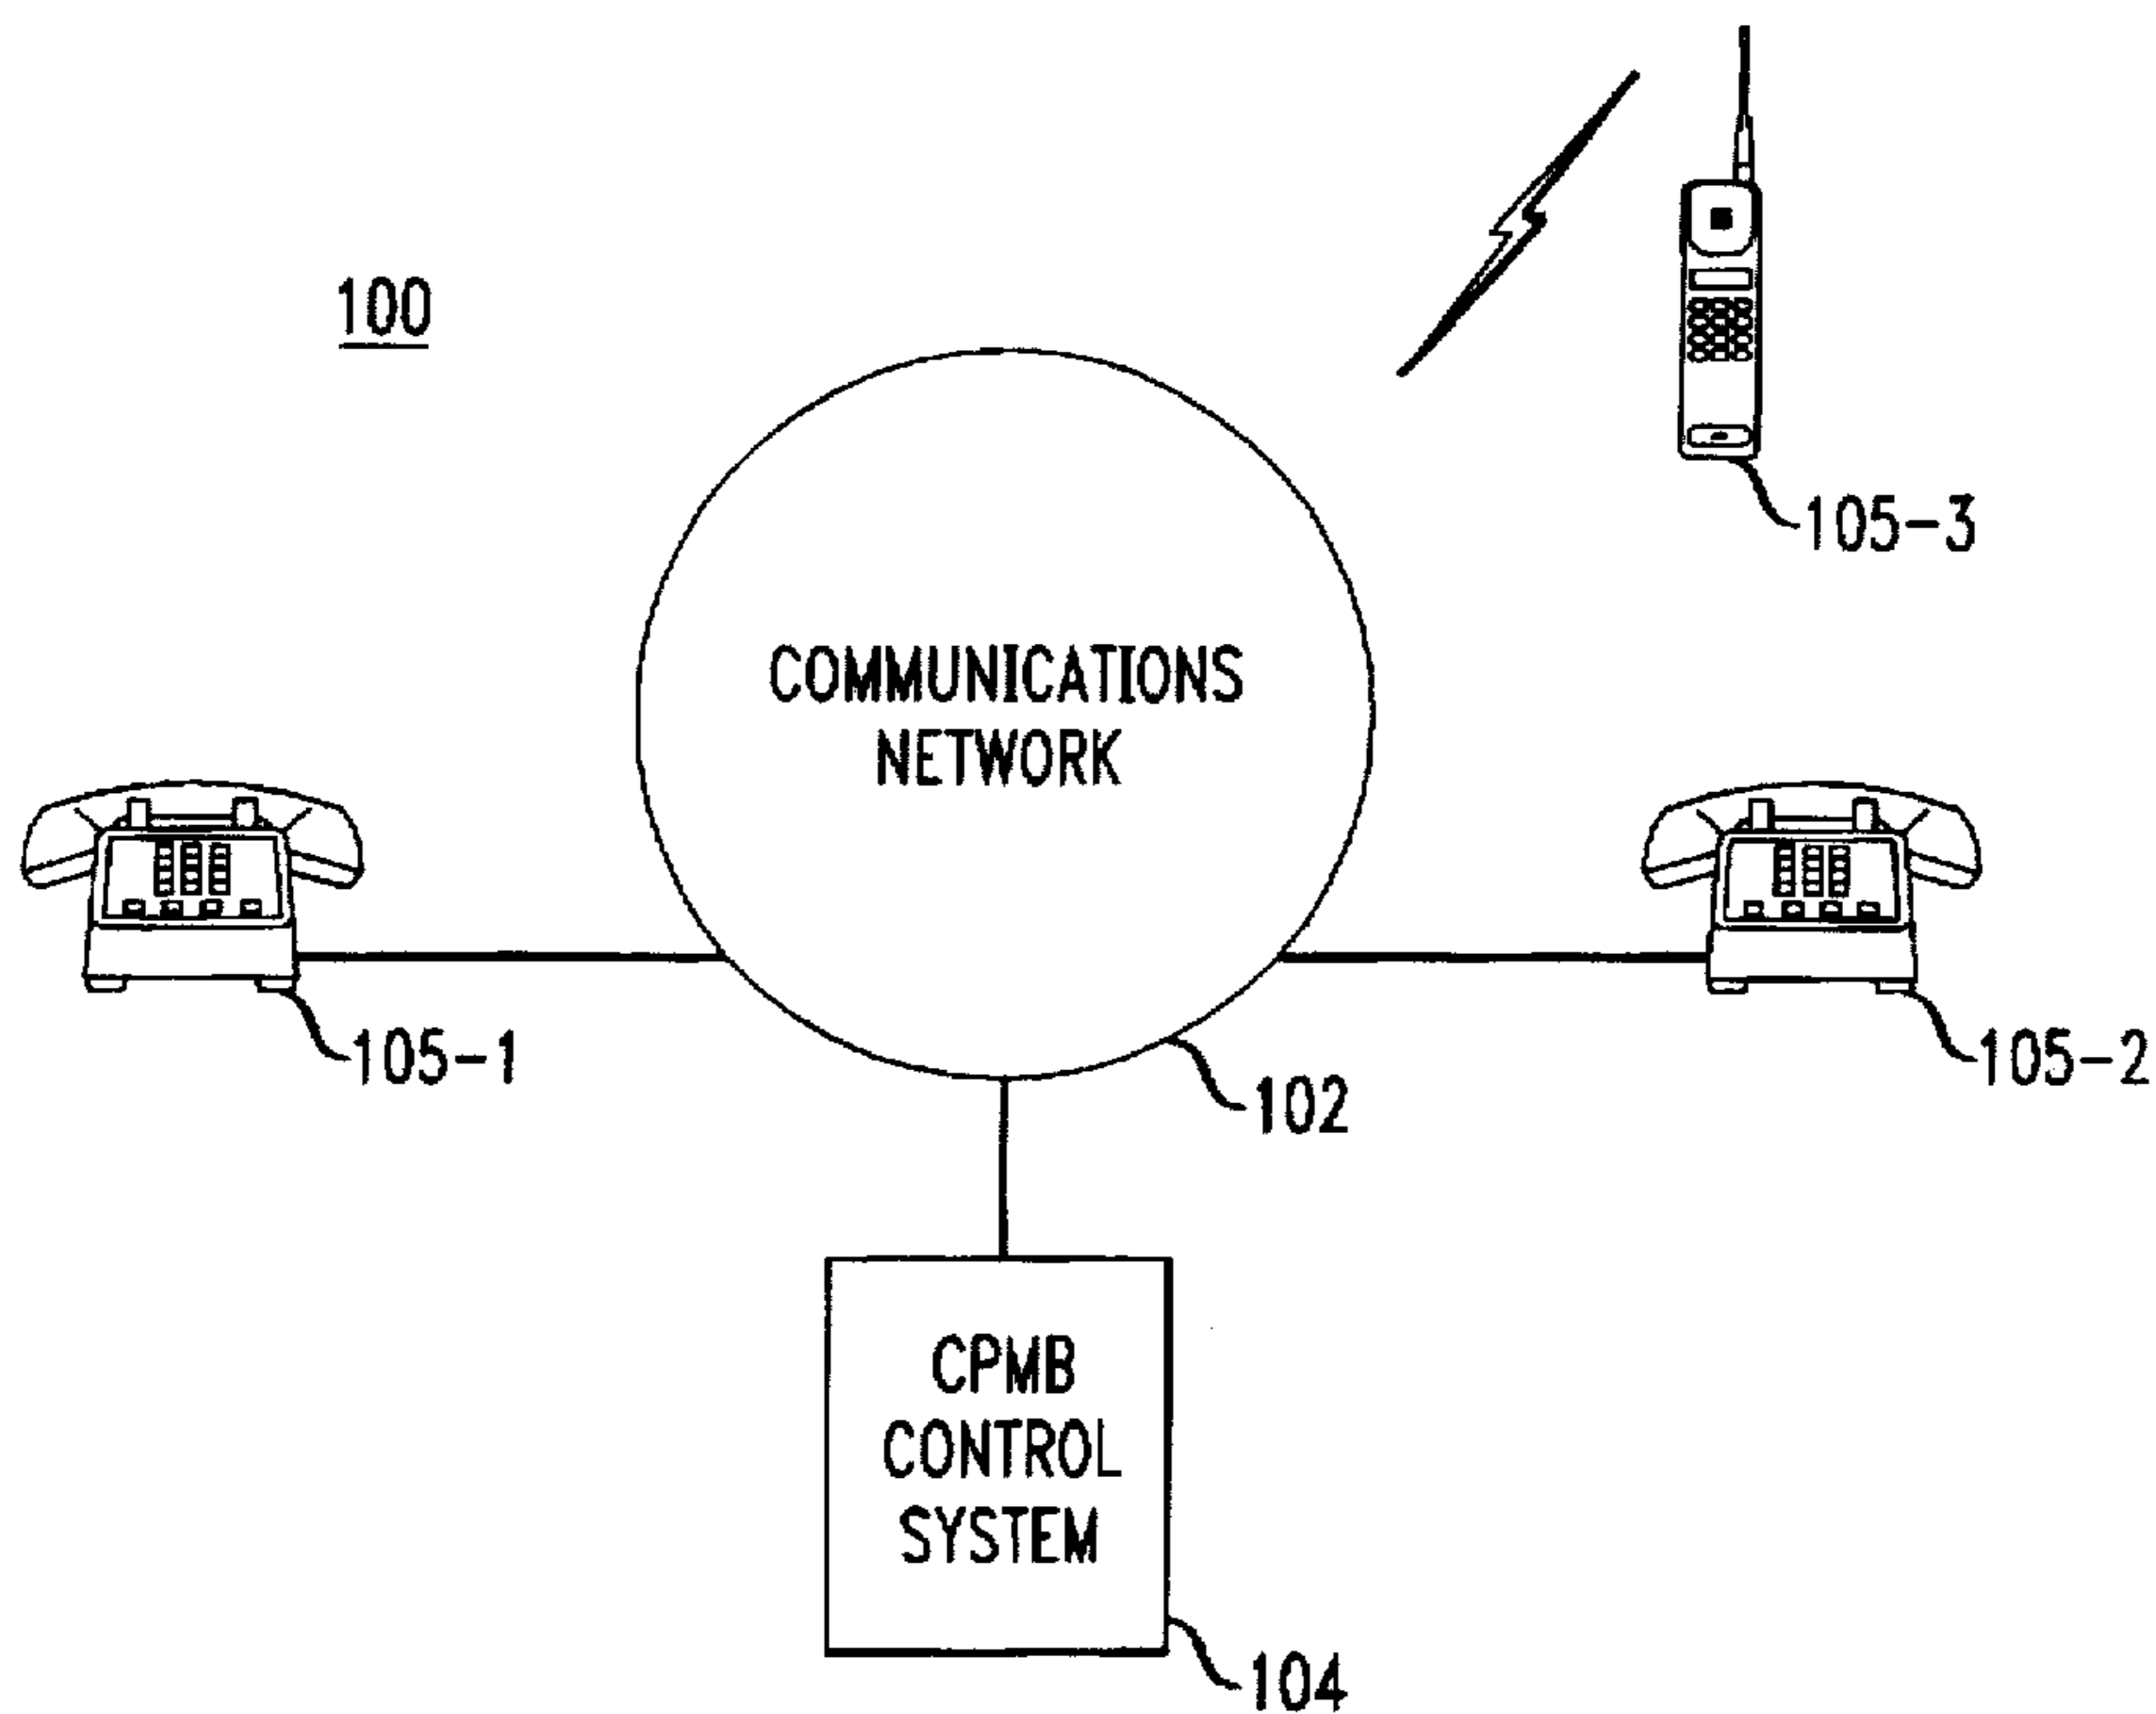 100
105-3
COMMUNICATIONS
NETWORK
105-1
105-2
102
CPMB
CONTROL
SYSTEM
104